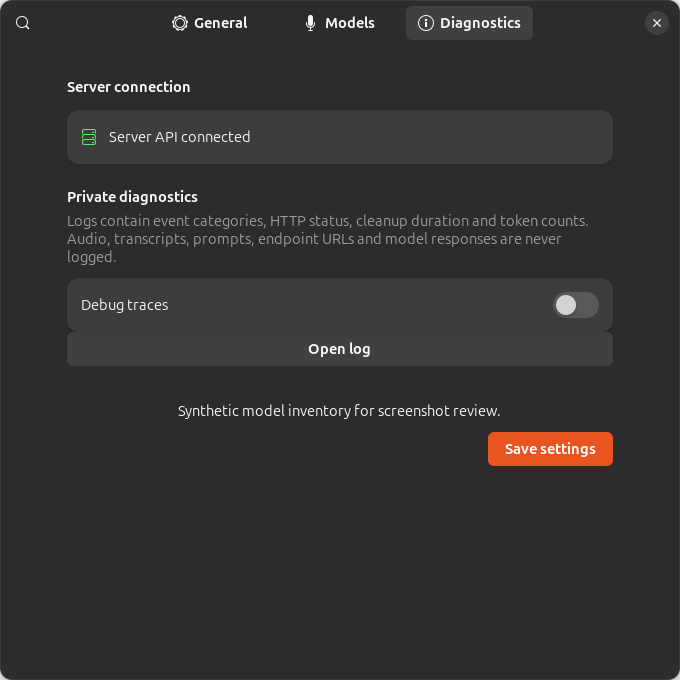 General
Models
Diagnostics
Server connection
Server API connected
Private diagnostics
Logs contain event categories, HTTP status, cleanup duration and token counts.
Audio, transcripts, prompts, endpoint URLs and model responses are never
logged.
Debug traces
Open log
Synthetic model inventory for screenshot review.
Save settings